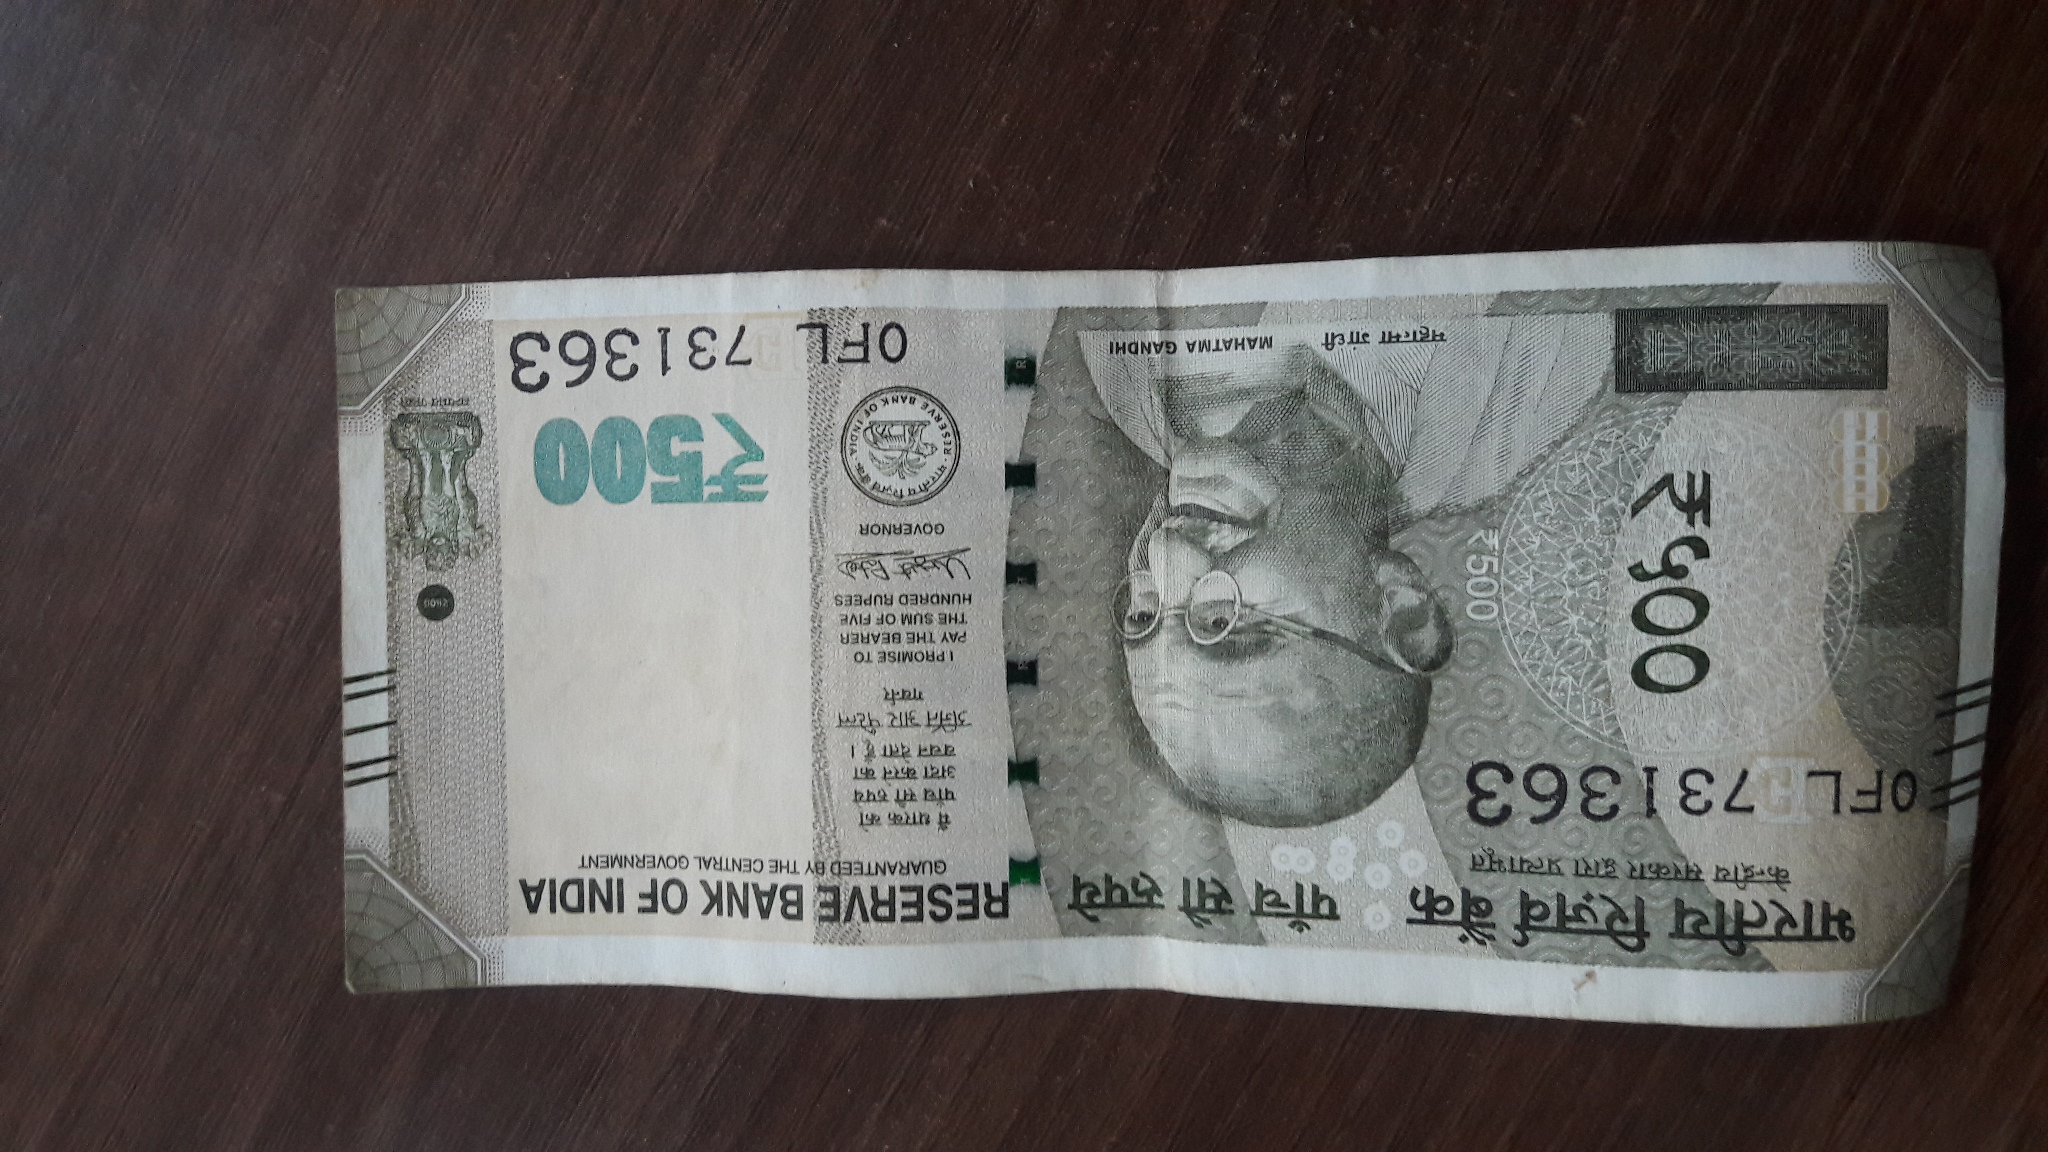 भारतीय रिज़र्व बैंक पाँच सौ रुपये RESERVE BANK OF INDIA
केन्द्रीय सरकार द्वारा प्रत्याभूत
GUARANTEED BY THE CENTRAL GOVERNMENT
0FL 731363
₹500
मैं धारक को
पाँच सौ रुपये
अदा करने का
वचन देता हूँ।
उर्जित आर पटेल
गवर्नर
I PROMISE TO
PAY THE BEARER
THE SUM OF FIVE
HUNDRED RUPEES
GOVERNOR
भारतीय रिज़र्व बैंक
RESERVE BANK OF INDIA
₹५००
₹500
₹500
सत्यमेव जयते
0FL 731363
महात्मा गांधी MAHATMA GANDHI